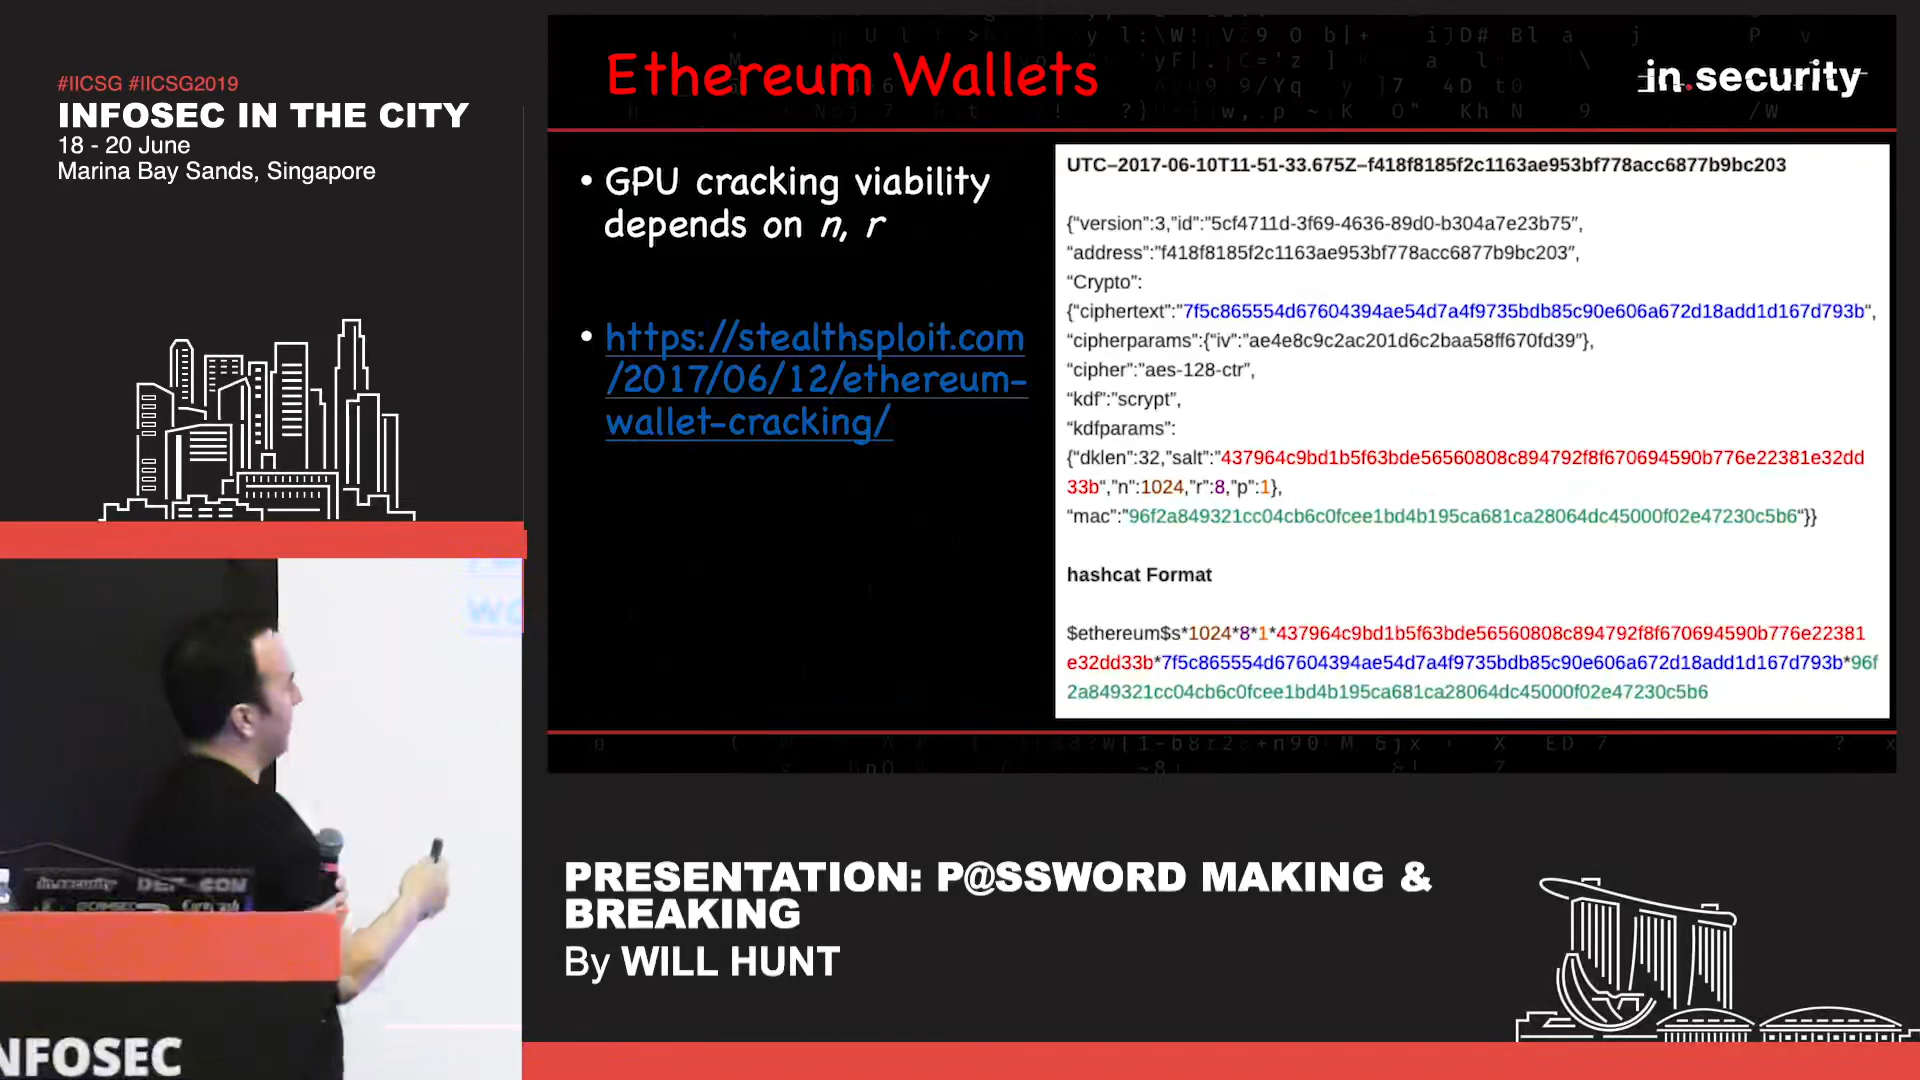 #IICSG #IICSG2019
INFOSEC IN THE CITY
18 - 20 June
Marina Bay Sands, Singapore
Ethereum Wallets
in.security
• GPU cracking viability
depends on n, r
• https://stealthsploit.com
/2017/06/12/ethereum-
wallet-cracking/
UTC–2017-06-10T11-51-33.675Z–f418f8185f2c1163ae953bf778acc6877b9bc203
{“version”:3,”id”:”5cf4711d-3f69-4636-89d0-b304a7e23b75″,
“address”:”f418f8185f2c1163ae953bf778acc6877b9bc203″,
“Crypto”:
{“ciphertext”:”7f5c865554d67604394ae54d7a4f9735bdb85c90e606a672d18add1d167d793b“,
“cipherparams”:{“iv”:”ae4e8c9c2ac201d6c2baa58ff670fd39″},
“cipher”:”aes-128-ctr”,
“kdf”:”scrypt”,
“kdfparams”:
{“dklen”:32,”salt”:”437964c9bd1b5f63bde56560808c894792f8f670694590b776e22381e32dd
33b“,”n”:1024,”r”:8,”p”:1},
“mac”:”96f2a849321cc04cb6c0fcee1bd4b195ca681ca28064dc45000f02e47230c5b6“}}
hashcat Format
$ethereum$s*1024*8*1*437964c9bd1b5f63bde56560808c894792f8f670694590b776e22381
e32dd33b*7f5c865554d67604394ae54d7a4f9735bdb85c90e606a672d18add1d167d793b*96f
2a849321cc04cb6c0fcee1bd4b195ca681ca28064dc45000f02e47230c5b6
in.security DEF CON
NFOSEC
PRESENTATION: P@SSWORD MAKING &
BREAKING
By WILL HUNT